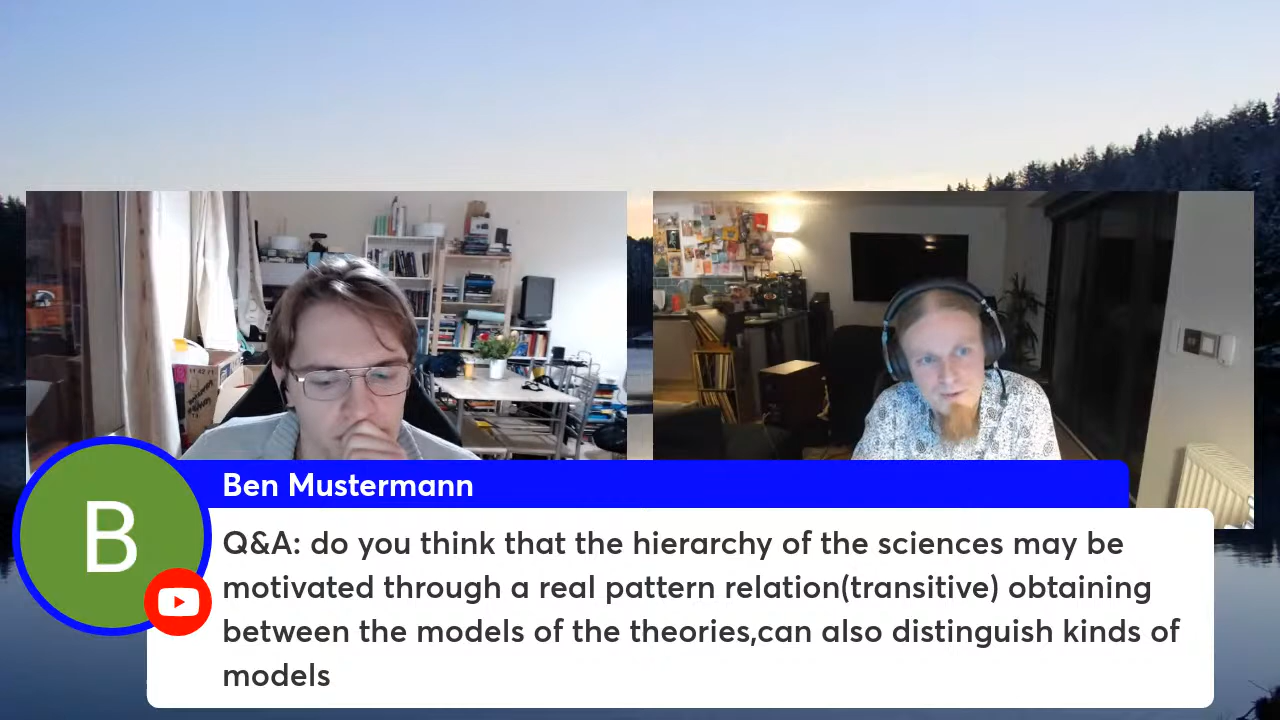 Ben Mustermann
B
Q&A: do you think that the hierarchy of the sciences may be
motivated through a real pattern relation(transitive) obtaining
between the models of the theories,can also distinguish kinds of
models